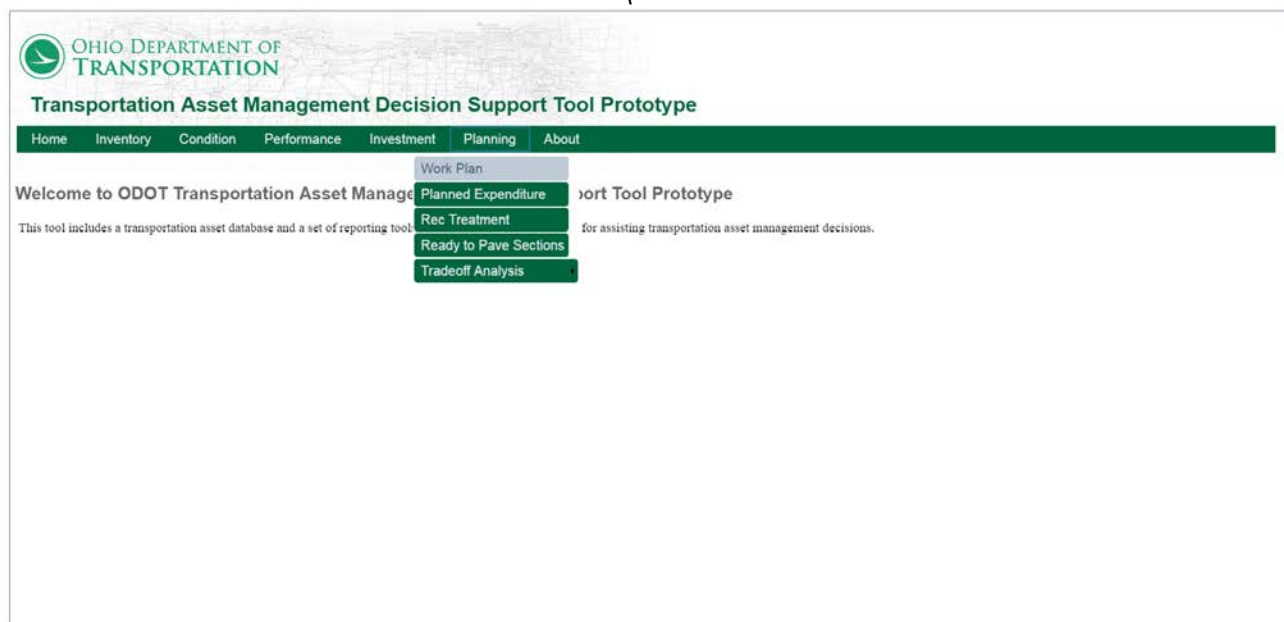 OHIO DEPARTMENT OF
TRANSPORTATION
Transportation Asset Management Decision Support Tool Prototype
Home Inventory Condition Performance Investment Planning About
Work Plan
Welcome to ODOT Transportation Asset Manage port Tool Prototype
Planned Expenditure
Rec Treatment
This tool includes a transportation asset database and a set of reporting tool for assisting transportation asset management decisions.
Ready to Pave Sections
Tradeoff Analysis